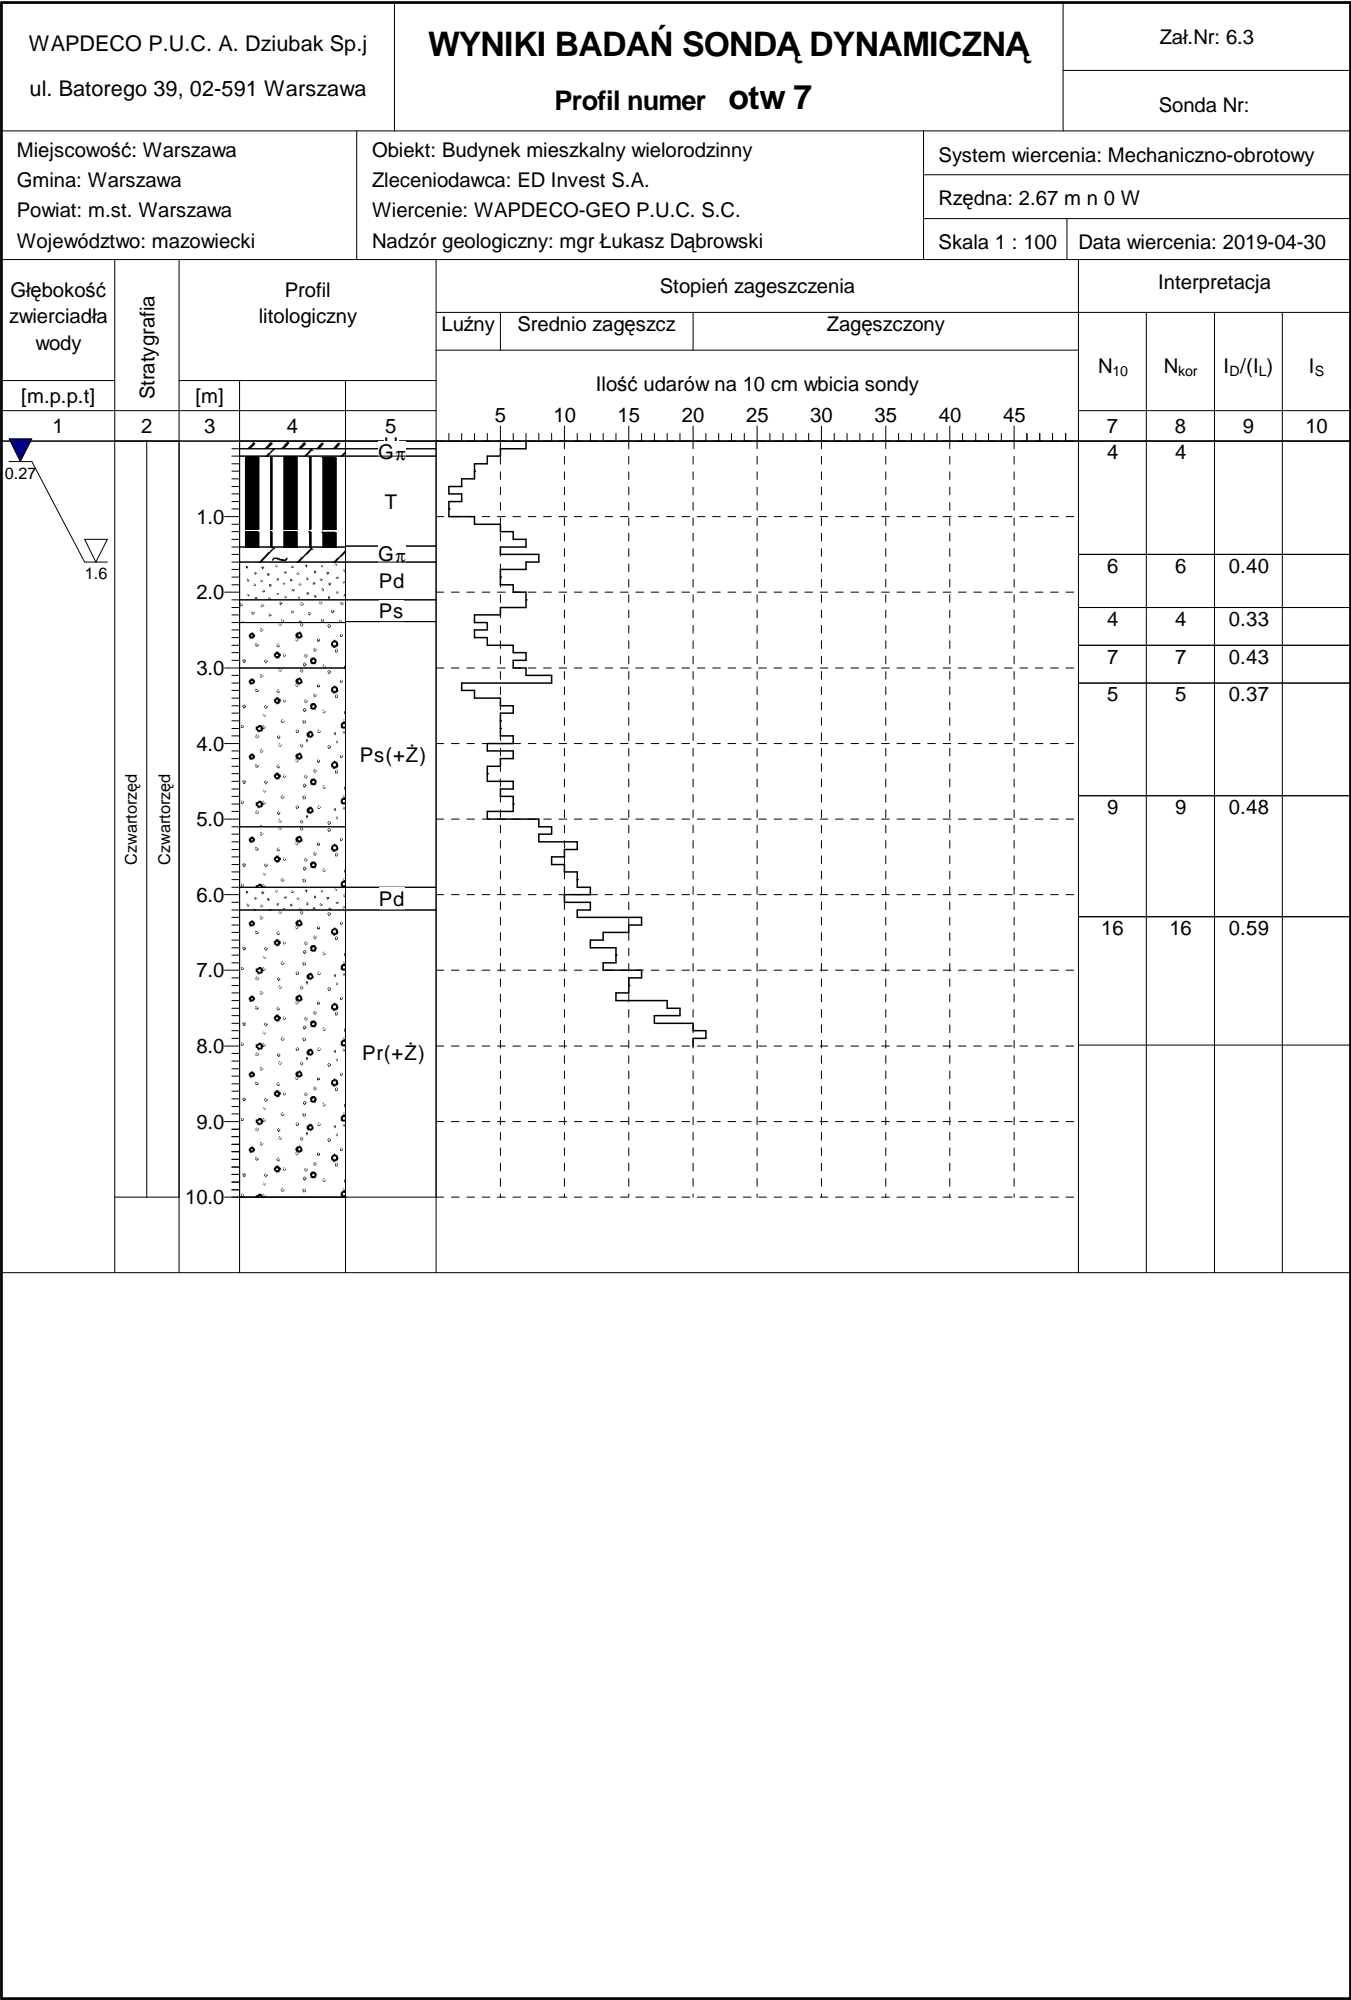 WAPDECO P.U.C. A. Dziubak Sp.j
ul. Batorego 39, 02-591 Warszawa
WYNIKI BADAŃ SONDĄ DYNAMICZNĄ
Profil numer otw 7
Zał.Nr: 6.3
Sonda Nr:
Miejscowość: Warszawa
Gmina: Warszawa
Powiat: m.st. Warszawa
Województwo: mazowiecki
Obiekt: Budynek mieszkalny wielorodzinny
Zleceniodawca: ED Invest S.A.
Wiercenie: WAPDECO-GEO P.U.C. S.C.
Nadzór geologiczny: mgr Łukasz Dąbrowski
System wiercenia: Mechaniczno-obrotowy
Rzędna: 2.67 m n 0 W
Skala 1 : 100
Data wiercenia: 2019-04-30
Głębokość
zwierciadła
wody
[m.p.p.t]
Stratygrafia
Profil
litologiczny
[m]
Stopień zageszczenia
Luźny
Srednio zagęszcz
Zagęszczony
Ilość udarów na 10 cm wbicia sondy
5 10 15 20 25 30 35 40 45
Interpretacja
N10
Nkor
ID/(IL)
IS
1 2 3 4 5
7 8 9 10
0.27
1.6
Czwartorzęd
Czwartorzęd
1.0
2.0
3.0
4.0
5.0
6.0
7.0
8.0
9.0
10.0
Gπ
T
Gπ
Pd
Ps
Ps(+Ż)
Pd
Pr(+Ż)
4 4
6 6 0.40
4 4 0.33
7 7 0.43
5 5 0.37
9 9 0.48
16 16 0.59